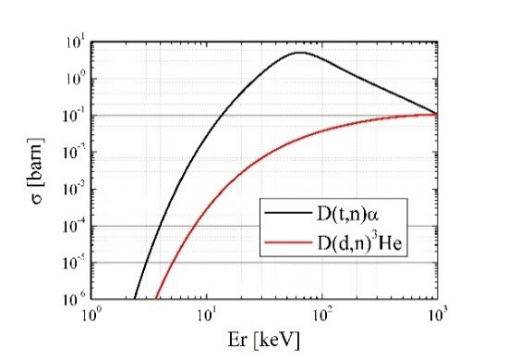 10¹
10⁰
10⁻¹
10⁻²
10⁻³
10⁻⁴
10⁻⁵
10⁻⁶
σ [barn]
D(t,n)α
D(d,n)³He
10⁰ 10¹ 10² 10³
Er [keV]